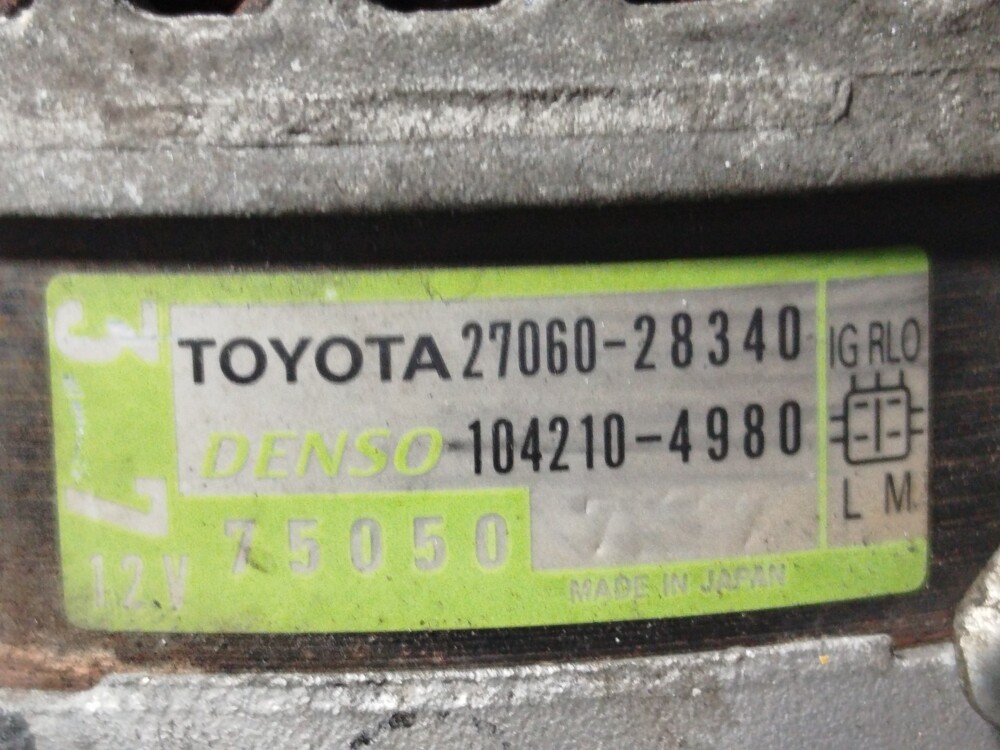 TOYOTA 27060-28340
DENSO 104210-4980
75050
12V
MADE IN JAPAN
IG RLO
L M